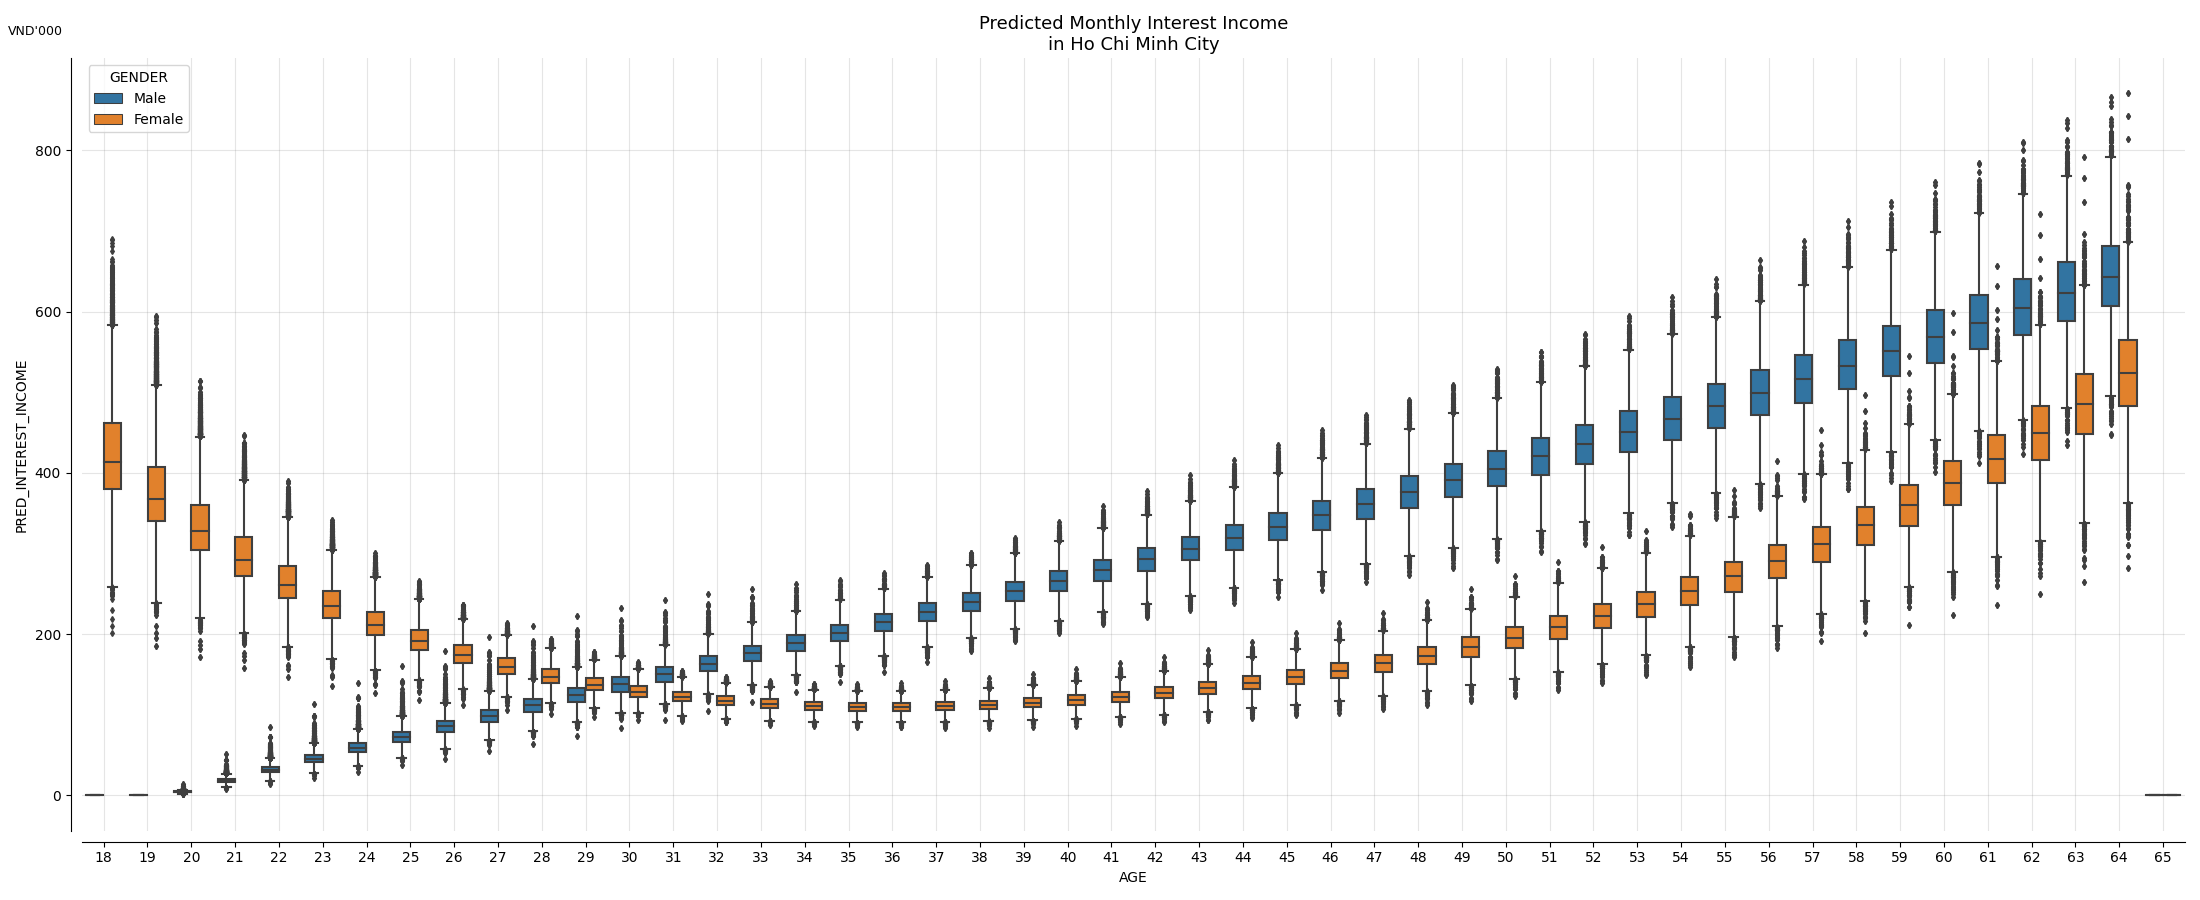 VND'000
Predicted Monthly Interest Income
in Ho Chi Minh City
GENDER
Male
Female
PRED_INTEREST_INCOME
800
600
400
200
0
18 19 20 21 22 23 24 25 26 27 28 29 30 31 32 33 34 35 36 37 38 39 40 41 42 43 44 45 46 47 48 49 50 51 52 53 54 55 56 57 58 59 60 61 62 63 64 65
AGE